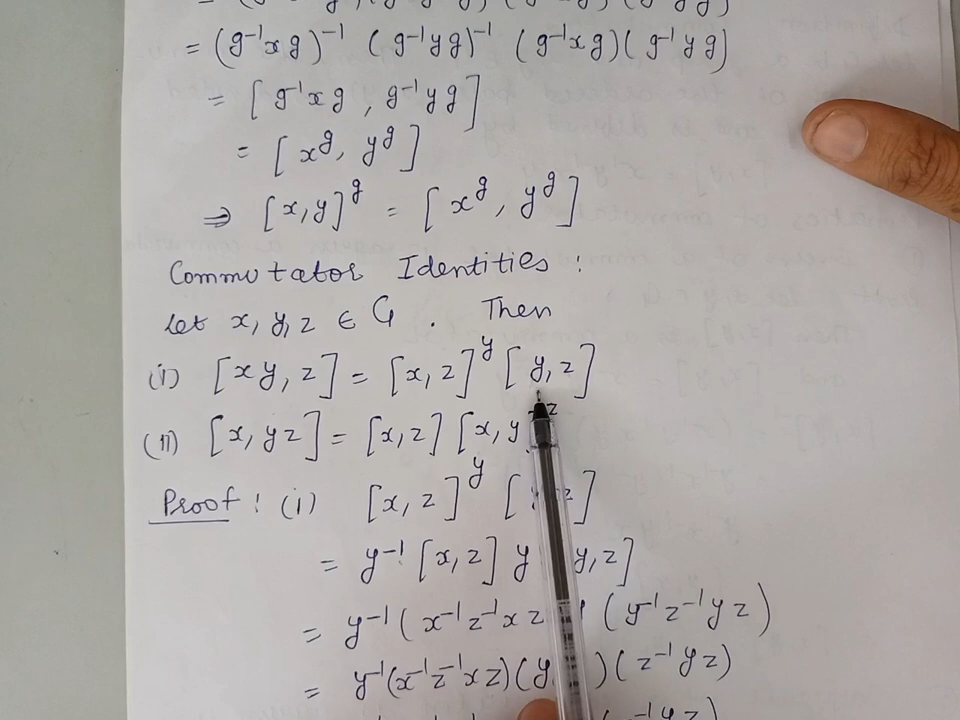 = (g⁻¹xg)⁻¹ (g⁻¹yg)⁻¹ (g⁻¹xg)(g⁻¹yg)
= [g⁻¹xg, g⁻¹yg]
= [x^g, y^g]
⇒ [x,y]^g = [x^g, y^g]
Commutator Identities :
Let x, y, z ∈ G . Then
(i) [xy, z] = [x, z]^y [y, z]
(ii) [x, yz] = [x, z] [x, y z
Proof : (i) [x, z]^y [ z]
= y⁻¹ [x, z] y y, z]
= y⁻¹ (x⁻¹z⁻¹xz (y⁻¹z⁻¹yz)
= y⁻¹(x⁻¹z⁻¹xz)(y )(z⁻¹yz)